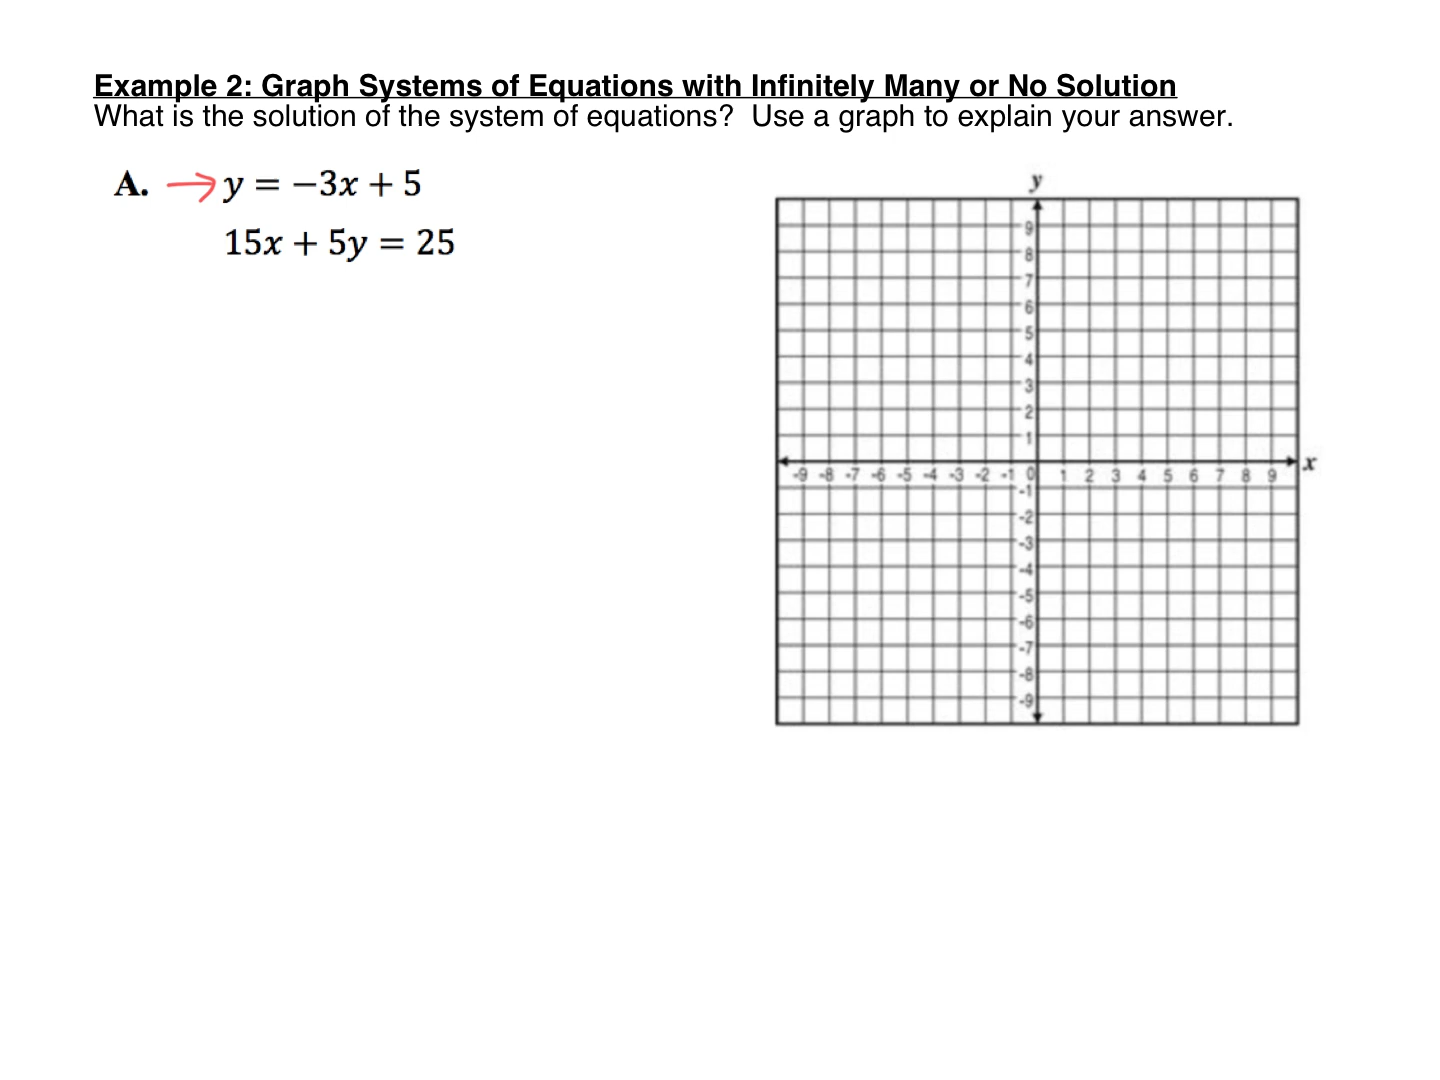 Example 2: Graph Systems of Equations with Infinitely Many or No Solution
What is the solution of the system of equations?  Use a graph to explain your answer.
A. → y = −3x + 5
15x + 5y = 25
y
9
8
7
6
5
4
3
2
1
x
-9 -8 -7 -6 -5 -4 -3 -2 -1 0 1 2 3 4 5 6 7 8 9
-1
-2
-3
-4
-5
-6
-7
-8
-9